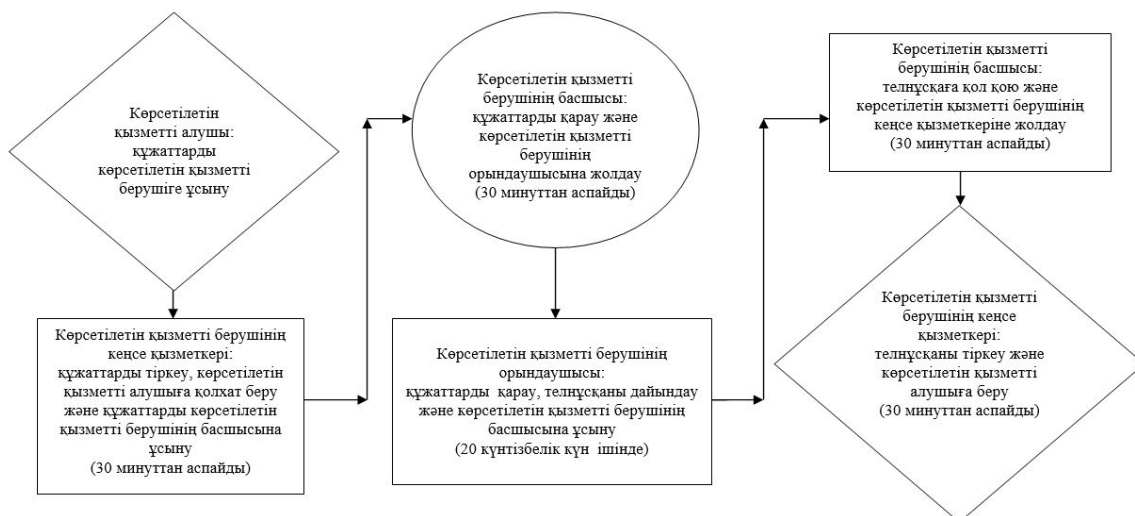 Көрсетілетін
қызметті алушы:
құжаттарды
көрсетілетін қызметті
берушіге ұсыну
Көрсетілетін қызметті берушінің
кеңсе қызметкері:
құжаттарды тіркеу, көрсетілетін
қызметті алушыға қолхат беру
және құжаттарды көрсетілетін
қызметті берушінің басшысына
ұсыну
(30 минуттан аспайды)
Көрсетілетін қызметті
берушінің басшысы:
құжаттарды қарау және
көрсетілетін қызметті
берушінің
орындаушысына жолдау
(30 минуттан аспайды)
Көрсетілетін қызметті берушінің
орындаушысы:
құжаттарды қарау, телнұсқаны дайындау
және көрсетілетін қызметті берушінің
басшысына ұсыну
(20 күнтізбелік күн ішінде)
Көрсетілетін қызметті
берушінің басшысы:
телнұсқаға қол қою және
көрсетілетін қызметті берушінің
кеңсе қызметкеріне жолдау
(30 минуттан аспайды)
Көрсетілетін қызметті
берушінің кеңсе
қызметкері:
телнұсқаны тіркеу және
көрсетілетін қызметті
алушыға беру
(30 минуттан аспайды)